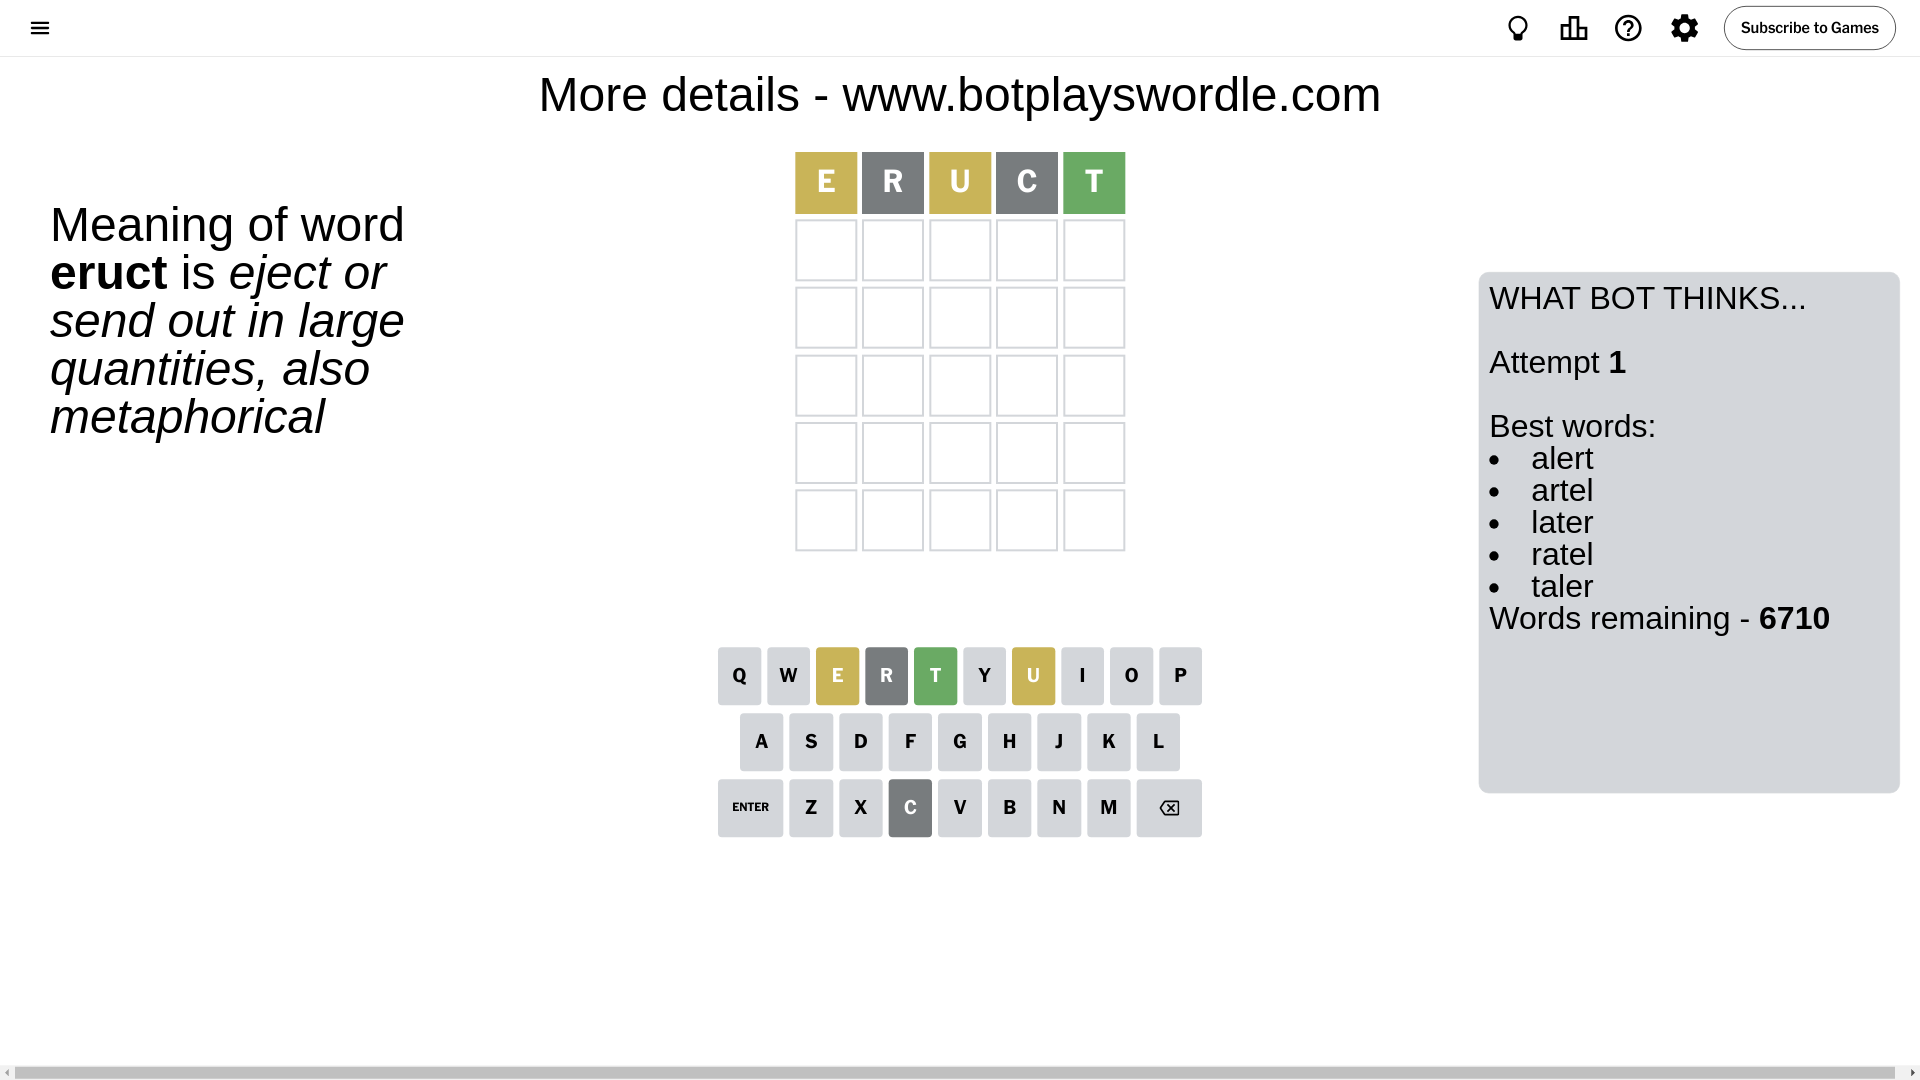 Subscribe to Games
More details - www.botplayswordle.com
E R U C T
Meaning of word
eruct is eject or
send out in large
quantities, also
metaphorical
WHAT BOT THINKS...
Attempt 1
Best words:
• alert
• artel
• later
• ratel
• taler
Words remaining - 6710
Q W E R T Y U I O P
A S D F G H J K L
ENTER Z X C V B N M